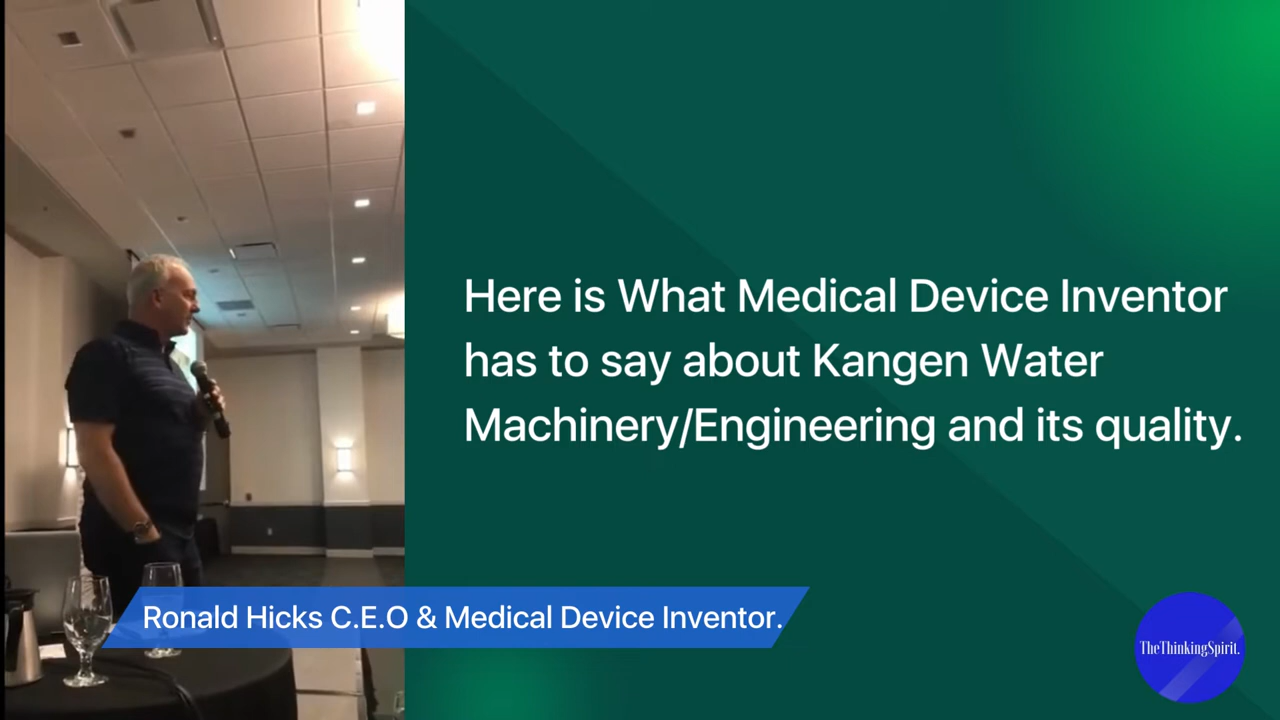 Here is What Medical Device Inventor
has to say about Kangen Water
Machinery/Engineering and its quality.
Ronald Hicks C.E.O & Medical Device Inventor.
TheThinkingSpirit.